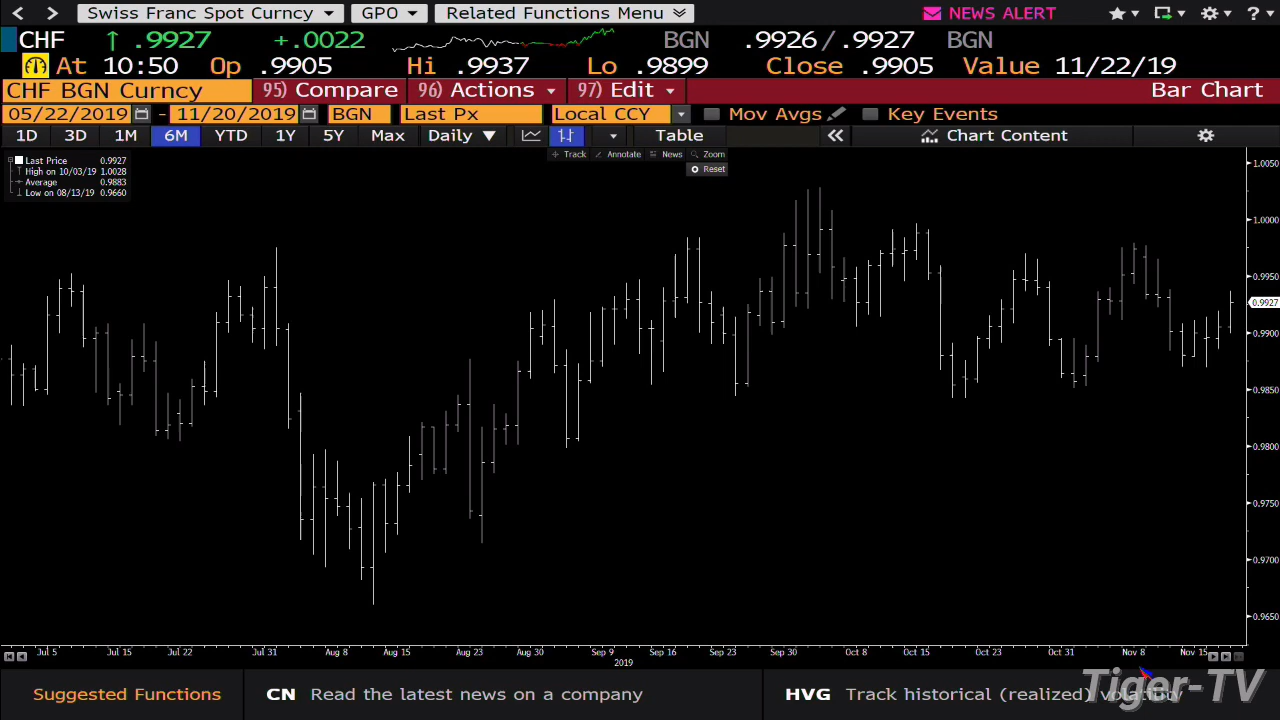 Swiss Franc Spot Curncy GPO Related Functions Menu NEWS ALERT ?
CHF ↑ .9927 +.0022 BGN .9926/.9927 BGN
At 10:50 Op .9905 Hi .9937 Lo .9899 Close .9905 Value 11/22/19
CHF BGN Curncy 95) Compare 96) Actions 97) Edit Bar Chart
05/22/2019 - 11/20/2019 BGN Last Px Local CCY Mov Avgs Key Events
1D 3D 1M 6M YTD 1Y 5Y Max Daily ▼ Table « Chart Content
Track Annotate News Zoom
Reset
Last Price 0.9927
High on 10/03/19 1.0028
Average 0.9883
Low on 08/13/19 0.9660
1.0050
1.0000
0.9950
0.9927
0.9900
0.9850
0.9800
0.9750
0.9700
0.9650
Jul 5 Jul 15 Jul 22 Jul 31 Aug 8 Aug 15 Aug 23 Aug 30 Sep 9 Sep 16 Sep 23 Sep 30 Oct 8 Oct 15 Oct 23 Oct 31 Nov 8 Nov 15
2019
Suggested Functions CN Read the latest news on a company HVG Track historical (realized) volatility
Tiger-TV